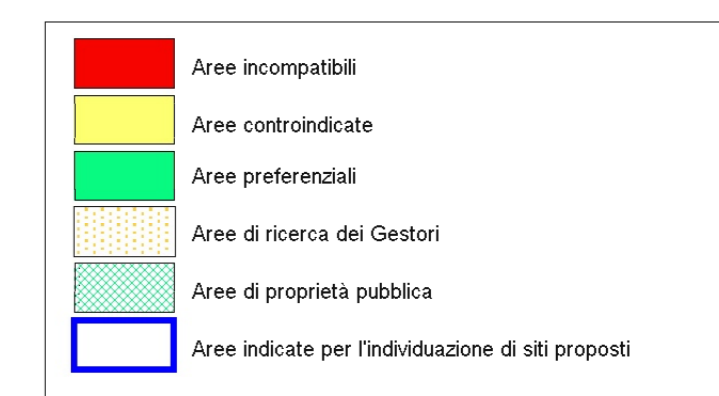 Aree incompatibili
Aree controindicate
Aree preferenziali
Aree di ricerca dei Gestori
Aree di proprietà pubblica
Aree indicate per l'individuazione di siti proposti